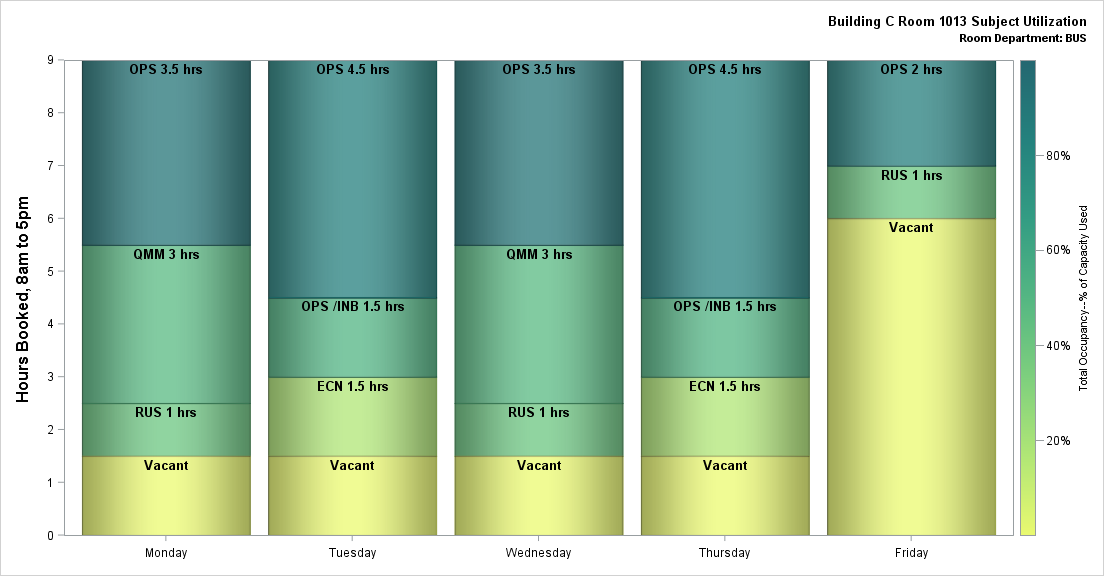 Building C Room 1013 Subject Utilization
Room Department: BUS
Hours Booked, 8am to 5pm
9
8
7
6
5
4
3
2
1
0
OPS 3.5 hrs
QMM 3 hrs
RUS 1 hrs
Vacant
OPS 4.5 hrs
OPS /INB 1.5 hrs
ECN 1.5 hrs
Vacant
OPS 3.5 hrs
QMM 3 hrs
RUS 1 hrs
Vacant
OPS 4.5 hrs
OPS /INB 1.5 hrs
ECN 1.5 hrs
Vacant
OPS 2 hrs
RUS 1 hrs
Vacant
Monday
Tuesday
Wednesday
Thursday
Friday
80%
60%
40%
20%
Total Occupancy--% of Capacity Used